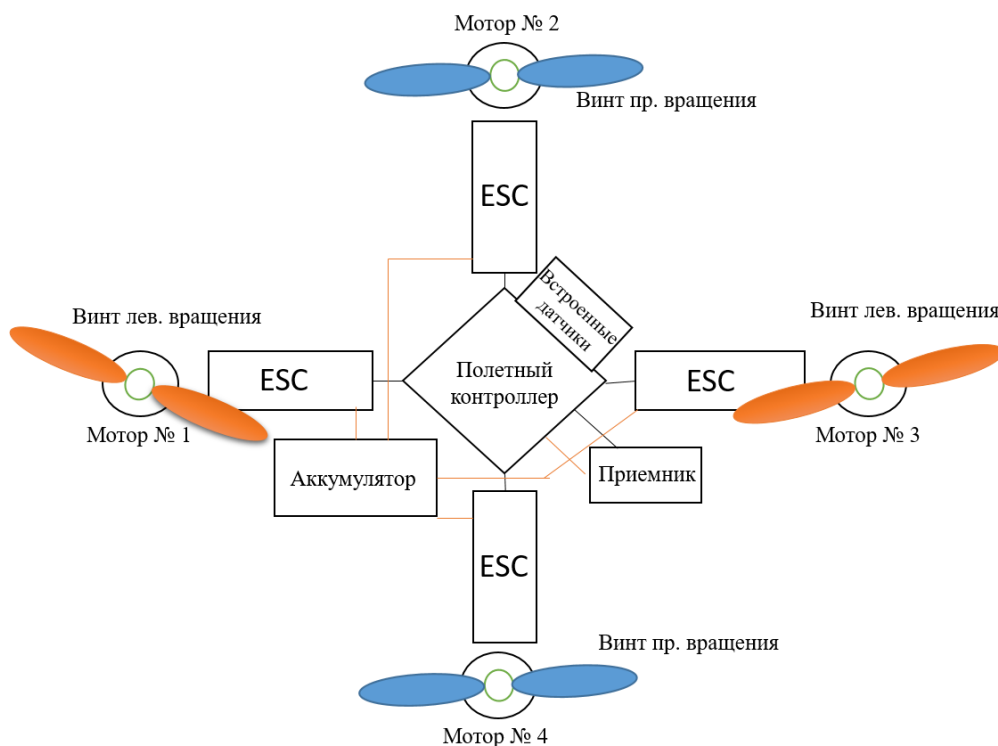 Мотор № 2
Винт пр. вращения
ESC
Встроенные
датчики
Винт лев. вращения
Винт лев. вращения
ESC
Полетный
контроллер
ESC
Мотор № 1
Мотор № 3
Аккумулятор
Приемник
ESC
Винт пр. вращения
Мотор № 4